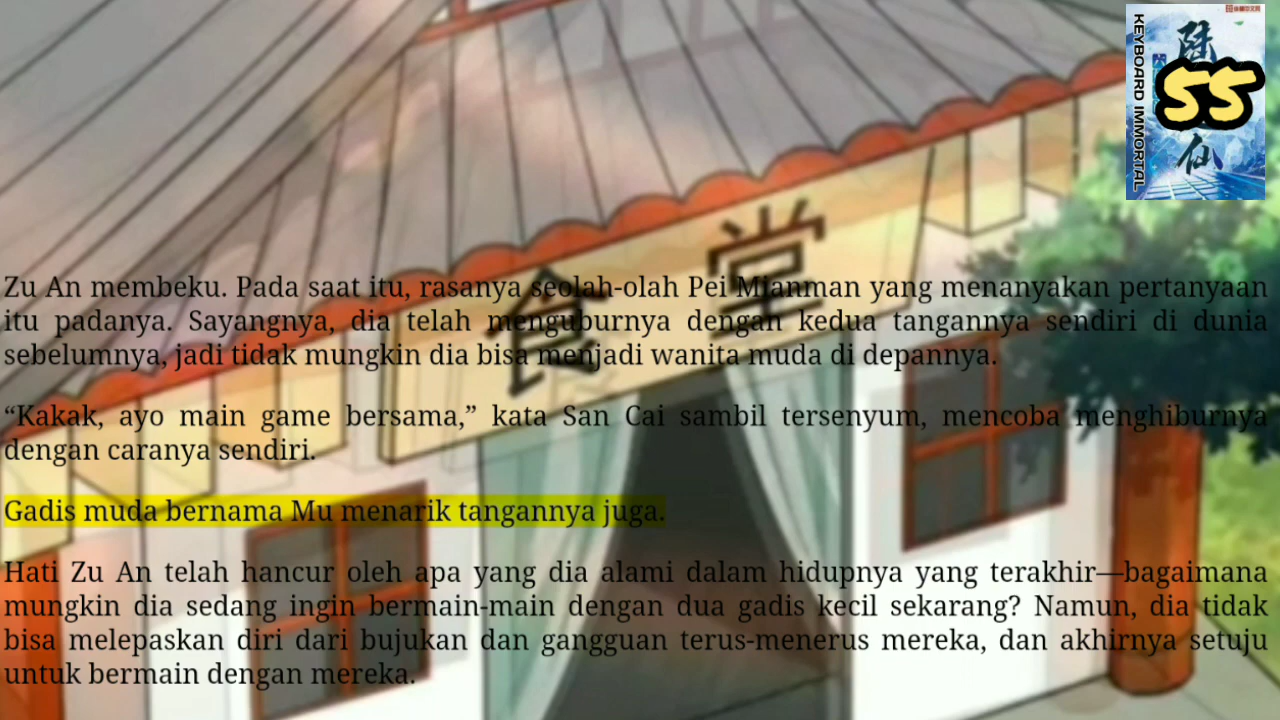 KEYBOARD IMMORTAL
陆
55
仙
食堂
Zu An membeku. Pada saat itu, rasanya seolah-olah Pei Mianman yang menanyakan pertanyaan
itu padanya. Sayangnya, dia telah menguburnya dengan kedua tangannya sendiri di dunia
sebelumnya, jadi tidak mungkin dia bisa menjadi wanita muda di depannya.
“Kakak, ayo main game bersama,” kata San Cai sambil tersenyum, mencoba menghiburnya
dengan caranya sendiri.
Gadis muda bernama Mu menarik tangannya juga.
Hati Zu An telah hancur oleh apa yang dia alami dalam hidupnya yang terakhir—bagaimana
mungkin dia sedang ingin bermain-main dengan dua gadis kecil sekarang? Namun, dia tidak
bisa melepaskan diri dari bujukan dan gangguan terus-menerus mereka, dan akhirnya setuju
untuk bermain dengan mereka.